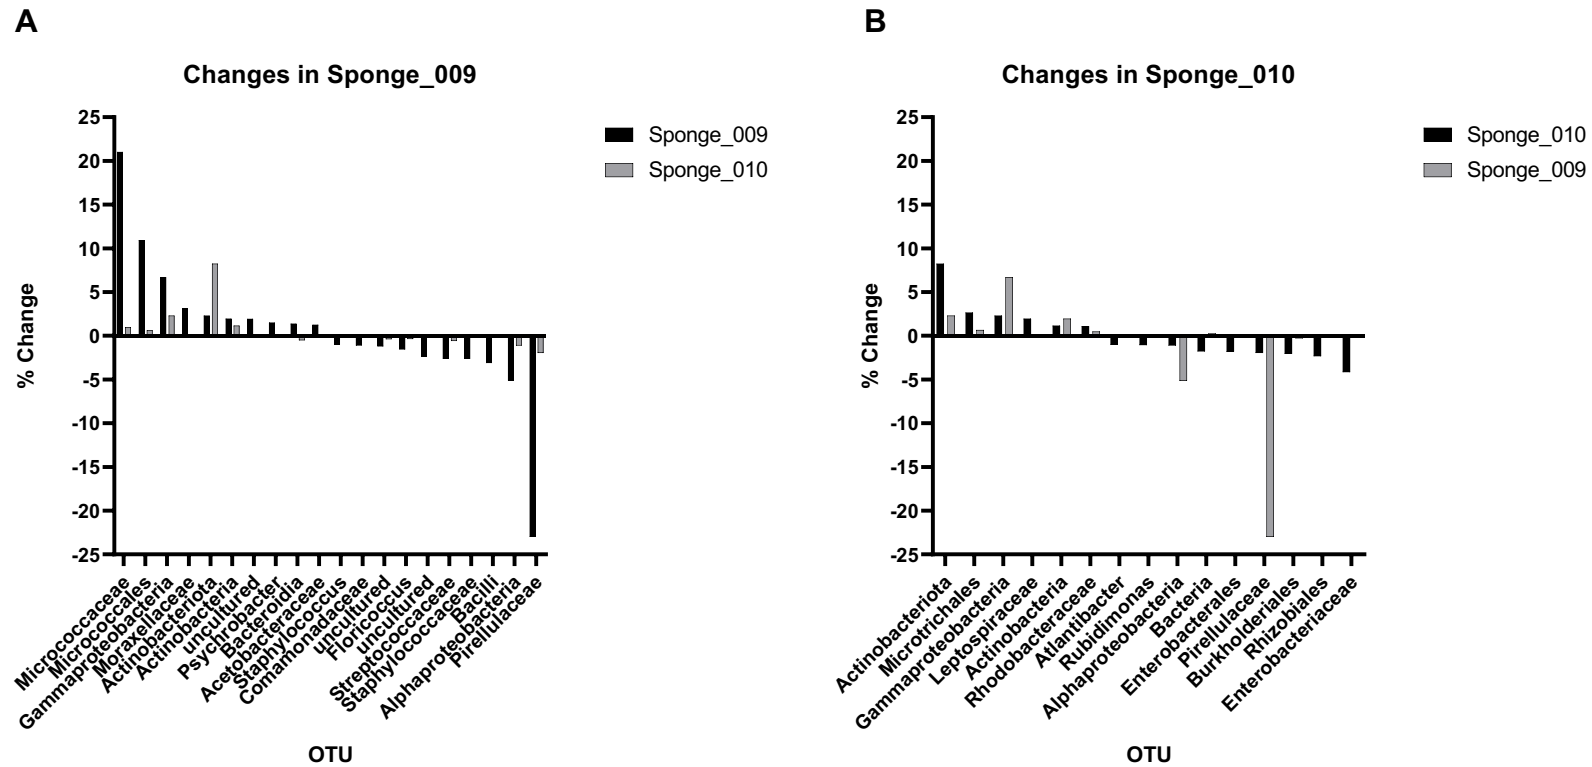 A
Changes in Sponge_009
Sponge_009
Sponge_010
% Change
25
20
15
10
5
0
-5
-10
-15
-20
-25
Micrococcaceae
Micrococcales
Gammaproteobacteria
Moraxellaceae
Actinobacteriota
Actinobacteria
uncultured
Psychrobacter
Bacteroidia
Acetobacteraceae
Staphylococcus
Comamonadaceae
uncultured
Floricoccus
uncultured
Streptococcaceae
Staphylococcaceae
Bacilli
Alphaproteobacteria
Pirellulaceae
OTU
B
Changes in Sponge_010
Sponge_010
Sponge_009
% Change
25
20
15
10
5
0
-5
-10
-15
-20
-25
Actinobacteriota
Microtrichales
Gammaproteobacteria
Leptospiraceae
Actinobacteria
Rhodobacteraceae
Atlantibacter
Rubidimonas
Alphaproteobacteria
Bacteria
Enterobacterales
Pirellulaceae
Burkholderiales
Rhizobiales
Enterobacteriaceae
OTU